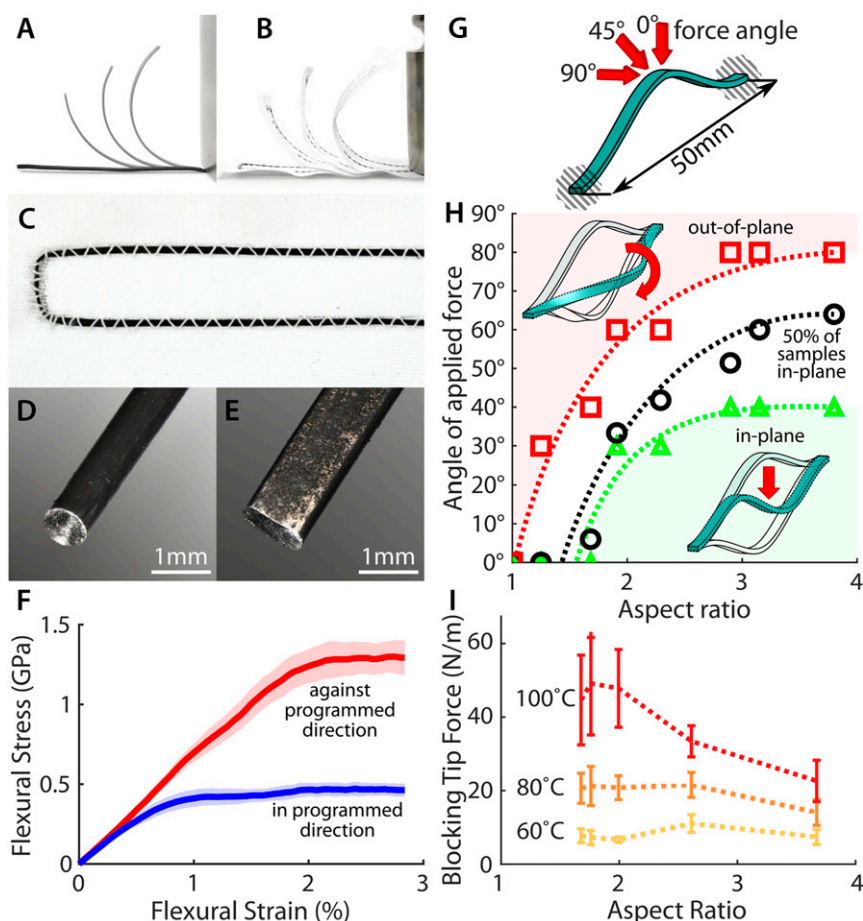 A
B
C
D
1mm
E
1mm
F
Flexural Stress (GPa)
1.5
1
0.5
0
against
programmed
direction
in programmed
direction
0
1
2
3
Flexural Strain (%)
G
45°
0°
force angle
90°
50mm
H
Angle of applied force
90°
80°
70°
60°
50°
40°
30°
20°
10°
0°
out-of-plane
50% of
samples
in-plane
in-plane
1
2
3
4
Aspect ratio
I
Blocking Tip Force (N/m)
60
40
20
0
100°C
80°C
60°C
1
2
3
4
Aspect Ratio